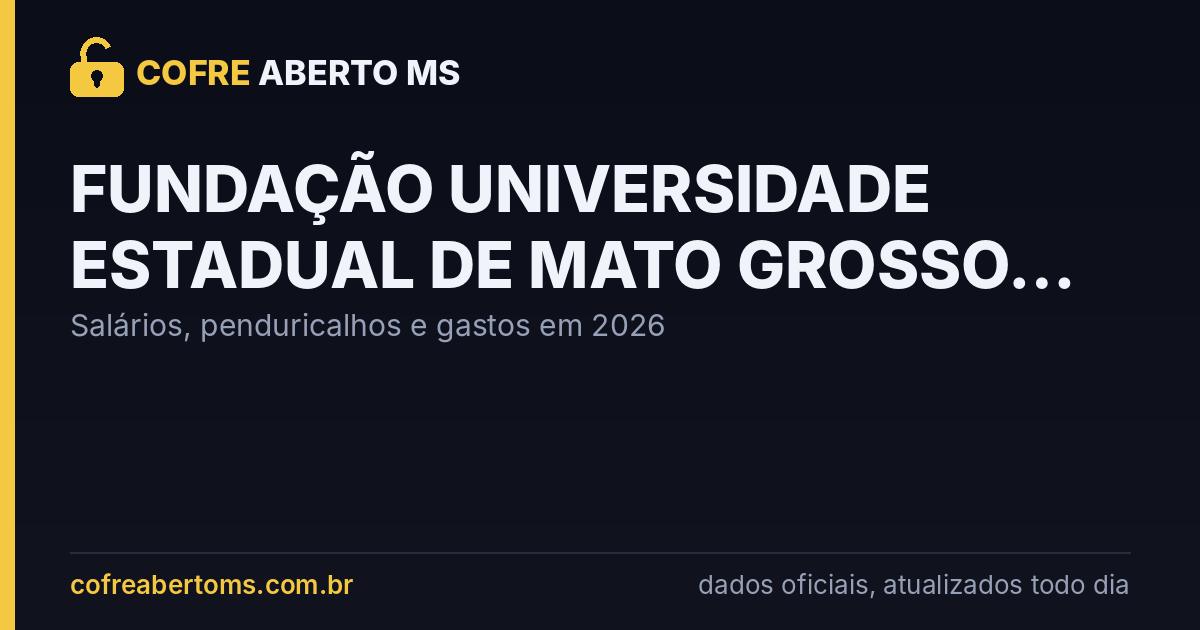 COFRE ABERTO MS
FUNDAÇÃO UNIVERSIDADE
ESTADUAL DE MATO GROSSO...
Salários, penduricalhos e gastos em 2026
cofreabertoms.com.br
dados oficiais, atualizados todo dia